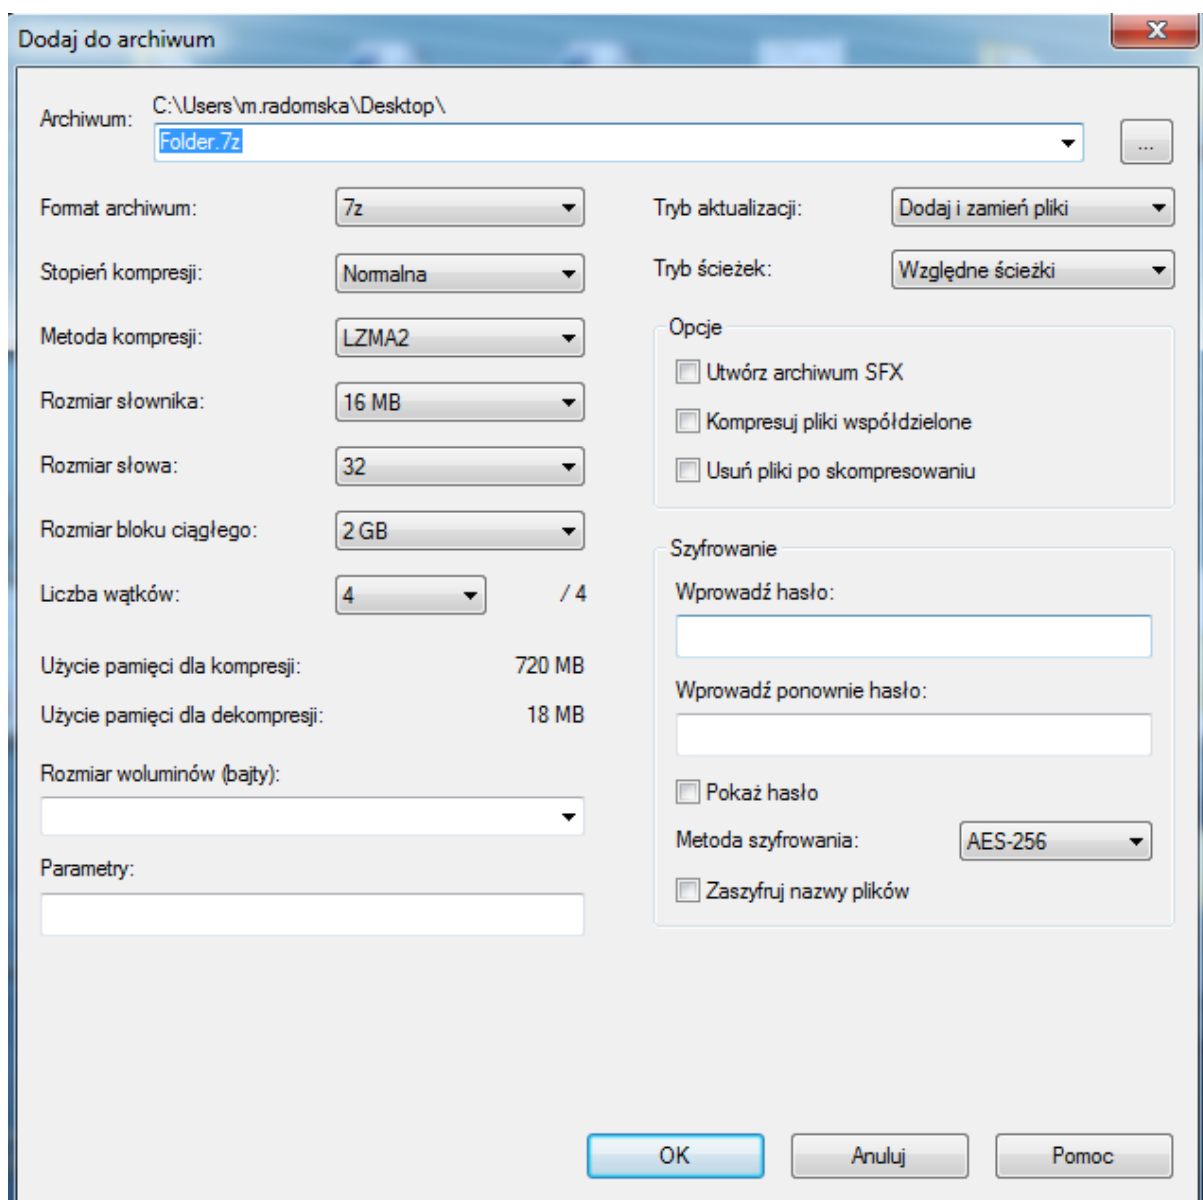 Dodaj do archiwum
C:\Users\m.radomska\Desktop\
Archiwum:
Folder.7z
...
Format archiwum: 7z
Stopień kompresji: Normalna
Metoda kompresji: LZMA2
Rozmiar słownika: 16 MB
Rozmiar słowa: 32
Rozmiar bloku ciągłego: 2 GB
Liczba wątków: 4 / 4
Użycie pamięci dla kompresji: 720 MB
Użycie pamięci dla dekompresji: 18 MB
Rozmiar woluminów (bajty):
Parametry:
Tryb aktualizacji: Dodaj i zamień pliki
Tryb ścieżek: Względne ścieżki
Opcje
Utwórz archiwum SFX
Kompresuj pliki współdzielone
Usuń pliki po skompresowaniu
Szyfrowanie
Wprowadź hasło:
Wprowadź ponownie hasło:
Pokaż hasło
Metoda szyfrowania: AES-256
Zaszyfruj nazwy plików
OK Anuluj Pomoc